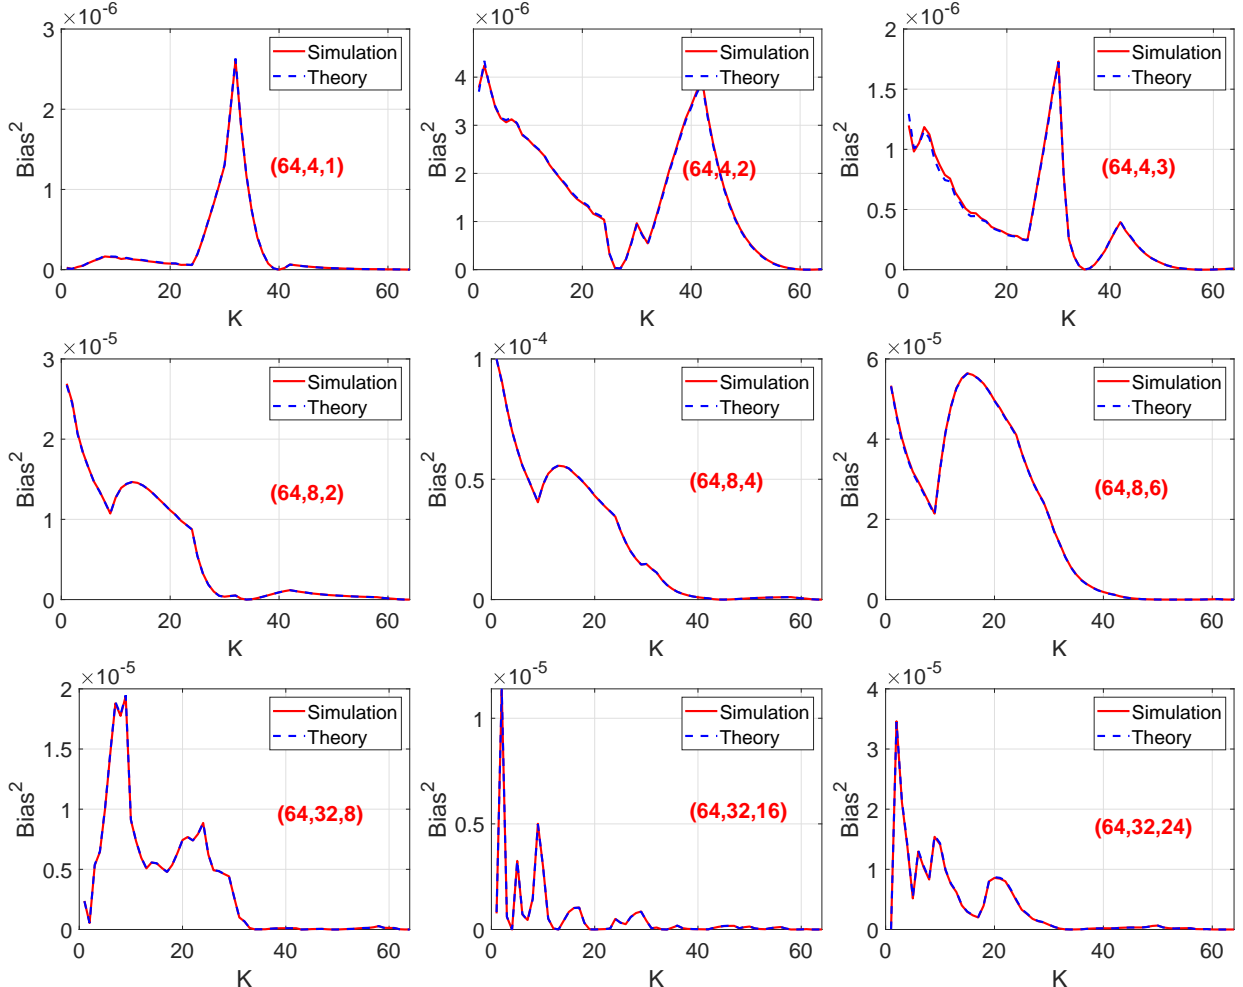 ×10-6
3
2
1
0
0
20
40
60
Bias2
K
Simulation
Theory
(64,4,1)
×10-6
4
3
2
1
0
0
20
40
60
Bias2
K
Simulation
Theory
(64,4,2)
×10-6
2
1.5
1
0.5
0
0
20
40
60
Bias2
K
Simulation
Theory
(64,4,3)
×10-5
3
2
1
0
0
20
40
60
Bias2
K
Simulation
Theory
(64,8,2)
×10-4
1
0.5
0
0
20
40
60
Bias2
K
Simulation
Theory
(64,8,4)
×10-5
6
4
2
0
0
20
40
60
Bias2
K
Simulation
Theory
(64,8,6)
×10-5
2
1.5
1
0.5
0
0
20
40
60
Bias2
K
Simulation
Theory
(64,32,8)
×10-5
1
0.5
0
0
20
40
60
Bias2
K
Simulation
Theory
(64,32,16)
×10-5
4
3
2
1
0
0
20
40
60
Bias2
K
Simulation
Theory
(64,32,24)